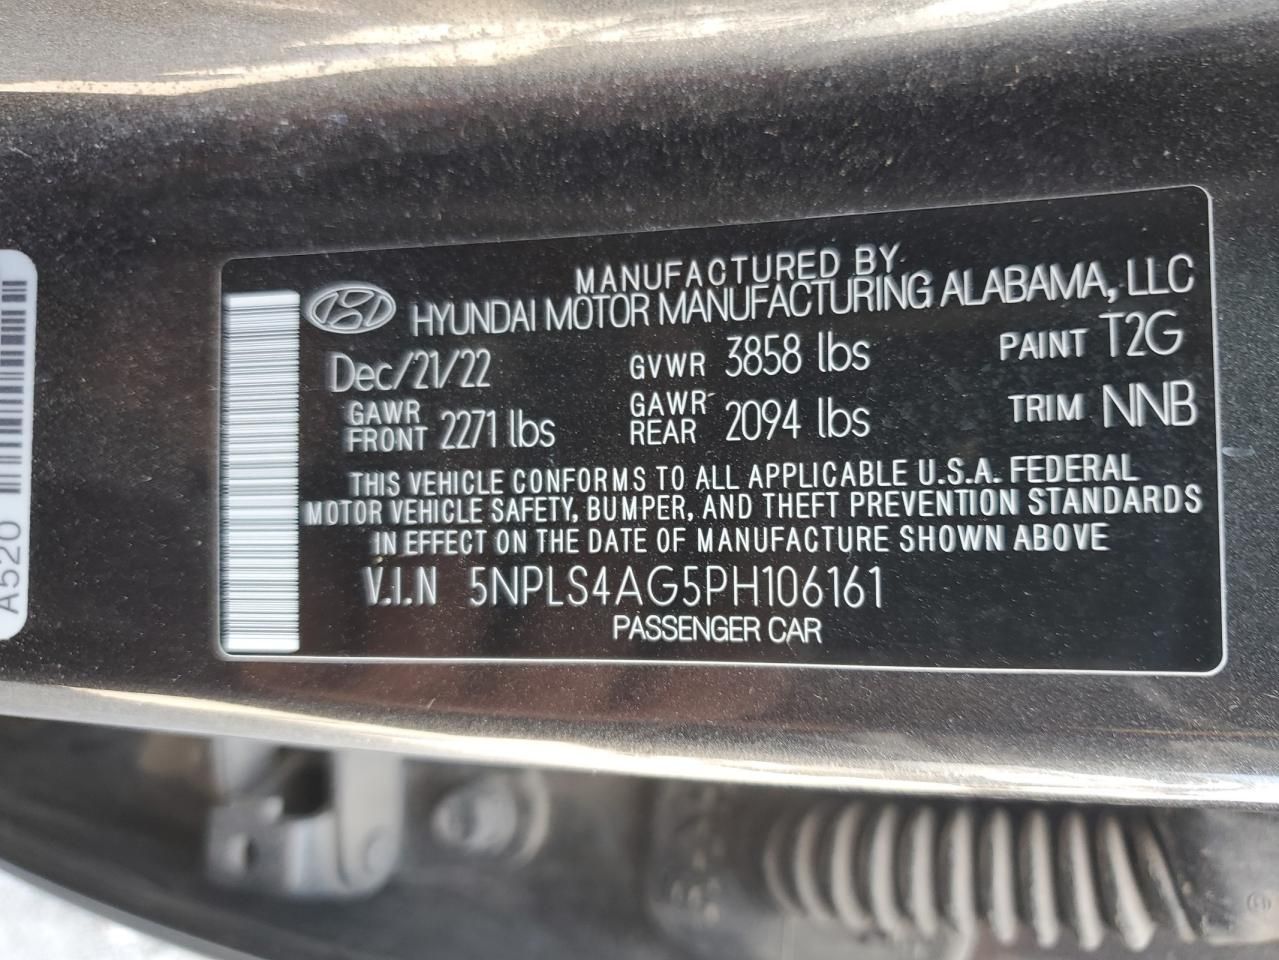 MANUFACTURED BY
HYUNDAI MOTOR MANUFACTURING ALABAMA, LLC
Dec/21/22 GVWR 3858 lbs PAINT T2G
GAWR FRONT 2271 lbs GAWR REAR 2094 lbs TRIM NNB
THIS VEHICLE CONFORMS TO ALL APPLICABLE U.S.A. FEDERAL
MOTOR VEHICLE SAFETY, BUMPER, AND THEFT PREVENTION STANDARDS
IN EFFECT ON THE DATE OF MANUFACTURE SHOWN ABOVE
V.I.N 5NPLS4AG5PH106161
PASSENGER CAR
A520